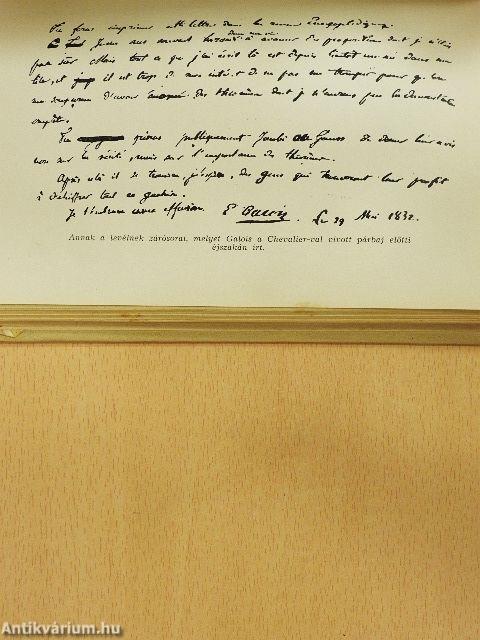 Tu feras imprimer cette lettre dans la revue Encyclopédique.
Je me suis souvent hasardé dans ma vie à avancer des propositions dont je n'étais
pas sûr. Mais tout ce que j'ai écrit là est depuis bientôt un an dans ma
tête, et il est trop de mon intérêt de ne pas me tromper pour qu'on
me soupçonne d'avoir énoncé des théorèmes dont je n'aurais pas la démonstration
complète.
Tu prieras publiquement Jacobi ou Gauss de donner leur avis
non sur la vérité, mais sur l'importance des théorèmes.
Après cela il se trouvera, j'espère, des gens qui trouveront leur profit
à déchiffrer tout ce gachis.
Je t'embrasse avec effusion. E Galois Le 29 Mai 1832.
Annak a levélnek zárósorai, melyet Galois a Chevalier-val vívott párbaj előtti
éjszakán írt.
Antikvárium.hu